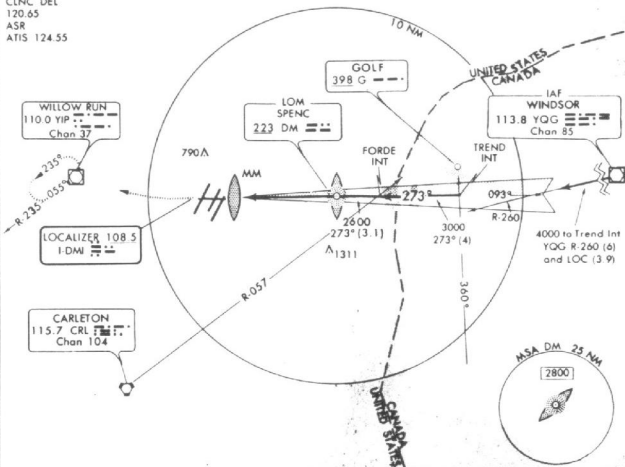 CLNC DEL
120.65
ASR
ATIS 124.55
10 NM
UNITED STATES
CANADA
GOLF
398 G
IAF
WINDSOR
113.8 YQG
Chan 85
WILLOW RUN
110.0 YIP
Chan 37
LOM
SPENC
223 DM
FORDE
INT
TREND
INT
790
MM
235°
055°
R-235
273°
093°
R-260
2600
273° (3.1)
3000
273° (4)
4000 to Trend Int
YQG R-260 (6)
and LOC (3.9)
LOCALIZER 108.5
I-DMI
1311
R-057
360°
CARLETON
115.7 CRL
Chan 104
MSA DM 25 NM
2800
CANADA
UNITED STATES